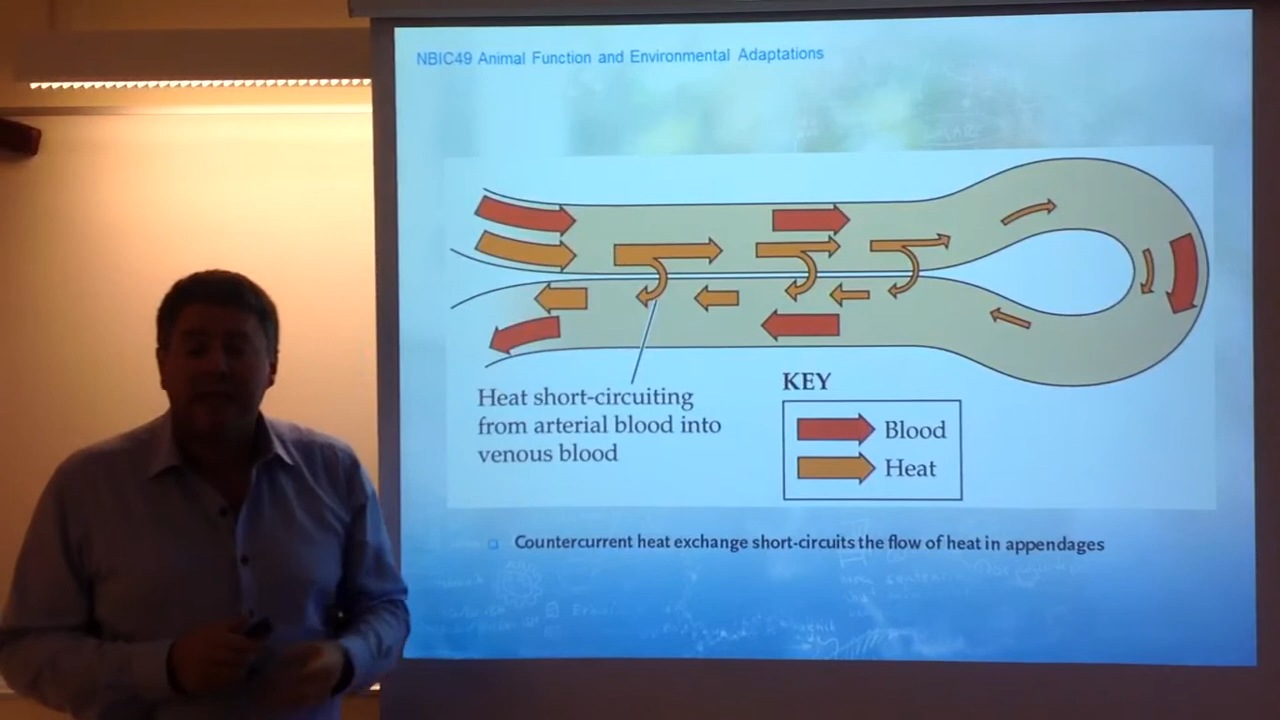 NBIC49 Animal Function and Environmental Adaptations
Heat short-circuiting
from arterial blood into
venous blood
KEY
Blood
Heat
Countercurrent heat exchange short-circuits the flow of heat in appendages